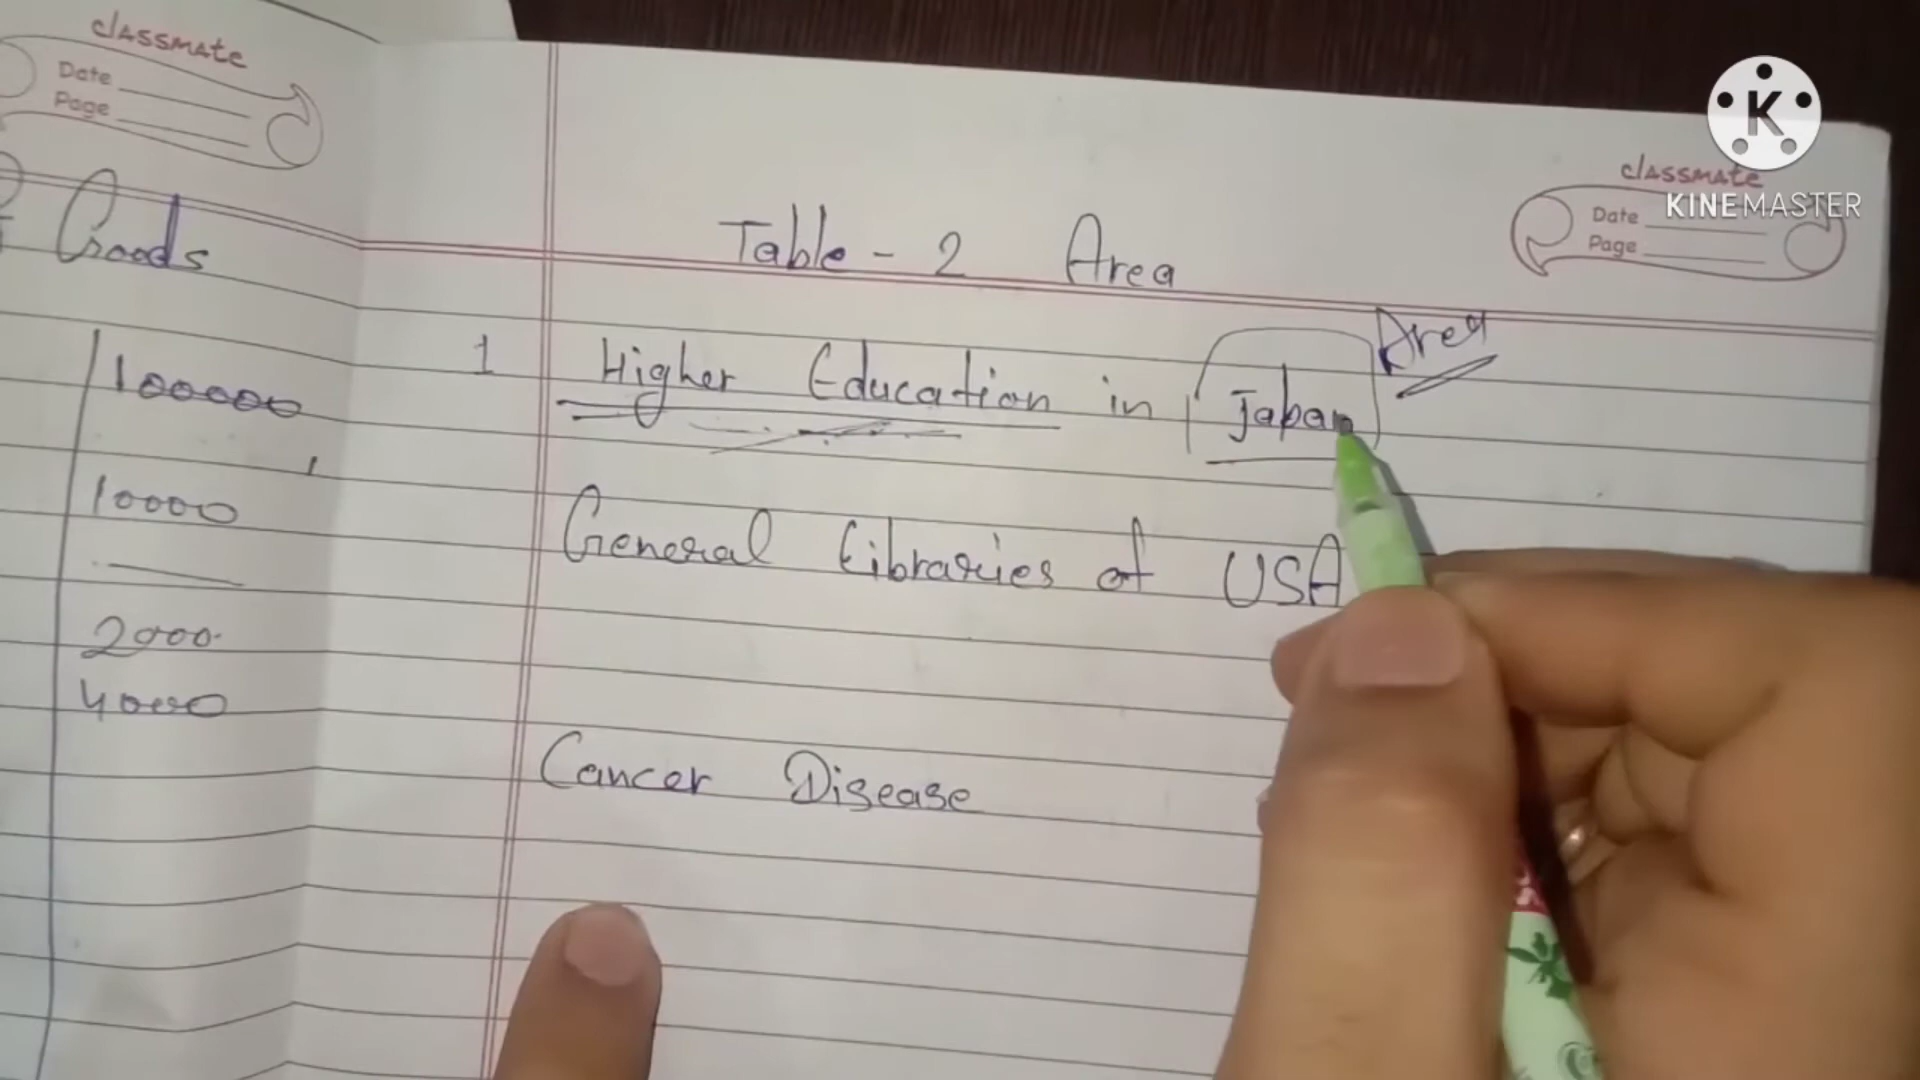 classmate
Date
Page
Goods
100000
10000
2000
4000
K
KINEMASTER
classmate
Date
Page
Table - 2 Area
Area
1 Higher Education in Japan
General Libraries of USA
Cancer Disease